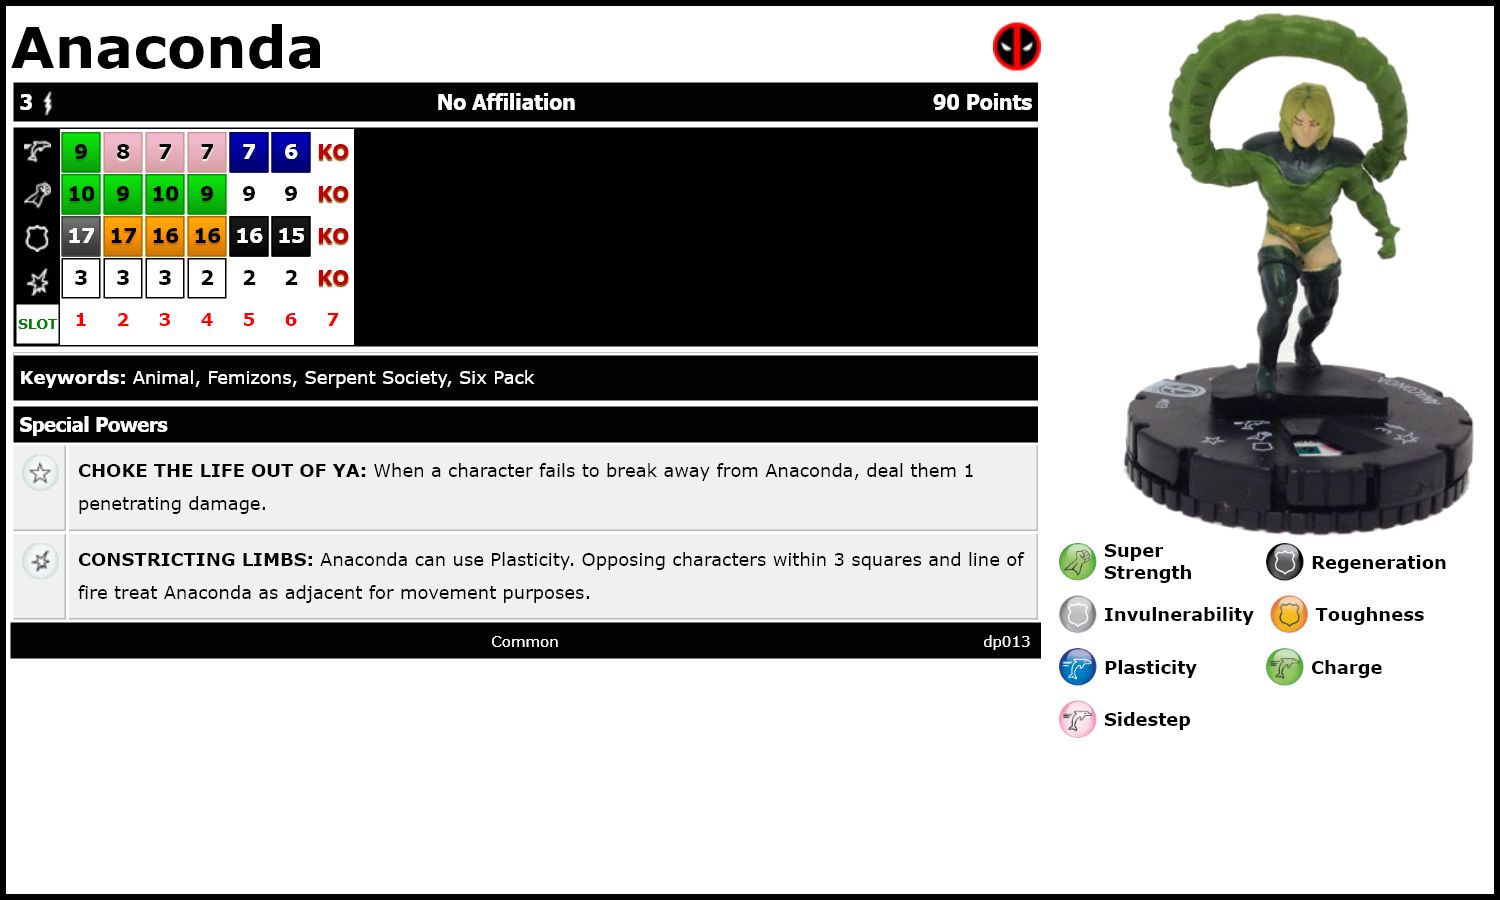 Anaconda
3 No Affiliation 90 Points
9 8 7 7 7 6 KO
10 9 10 9 9 9 KO
17 17 16 16 16 15 KO
3 3 3 2 2 2 KO
SLOT 1 2 3 4 5 6 7
Keywords: Animal, Femizons, Serpent Society, Six Pack
Special Powers
CHOKE THE LIFE OUT OF YA: When a character fails to break away from Anaconda, deal them 1
penetrating damage.
CONSTRICTING LIMBS: Anaconda can use Plasticity. Opposing characters within 3 squares and line of
fire treat Anaconda as adjacent for movement purposes.
Common dp013
ANACONDA
Super
Strength
Regeneration
Invulnerability
Toughness
Plasticity
Charge
Sidestep